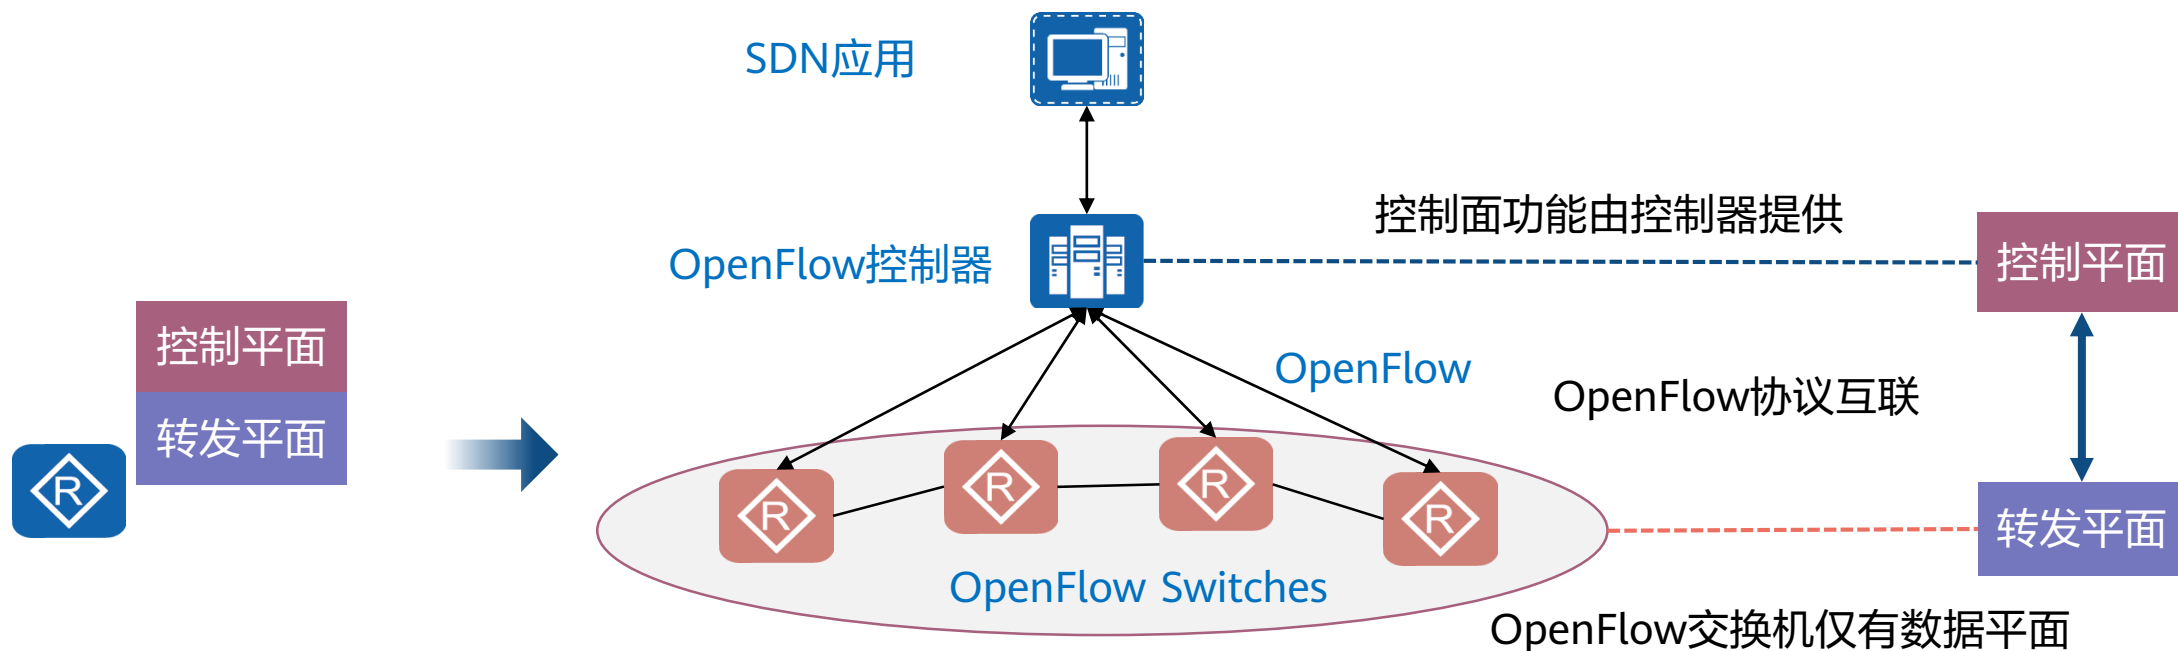 SDN应用
控制面功能由控制器提供
OpenFlow控制器
控制平面
控制平面
转发平面
OpenFlow
OpenFlow协议互联
R
R
R
R
R
转发平面
OpenFlow Switches
OpenFlow交换机仅有数据平面